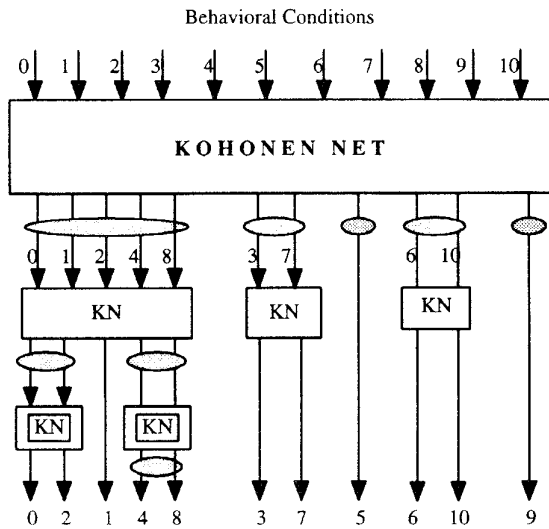 Behavioral Conditions
0 1 2 3 4 5 6 7 8 9 10
KOHONEN NET
0 1 2 4 8 3 7 6 10
KN KN KN
KN KN
0 2 1 4 8 3 7 5 6 10 9